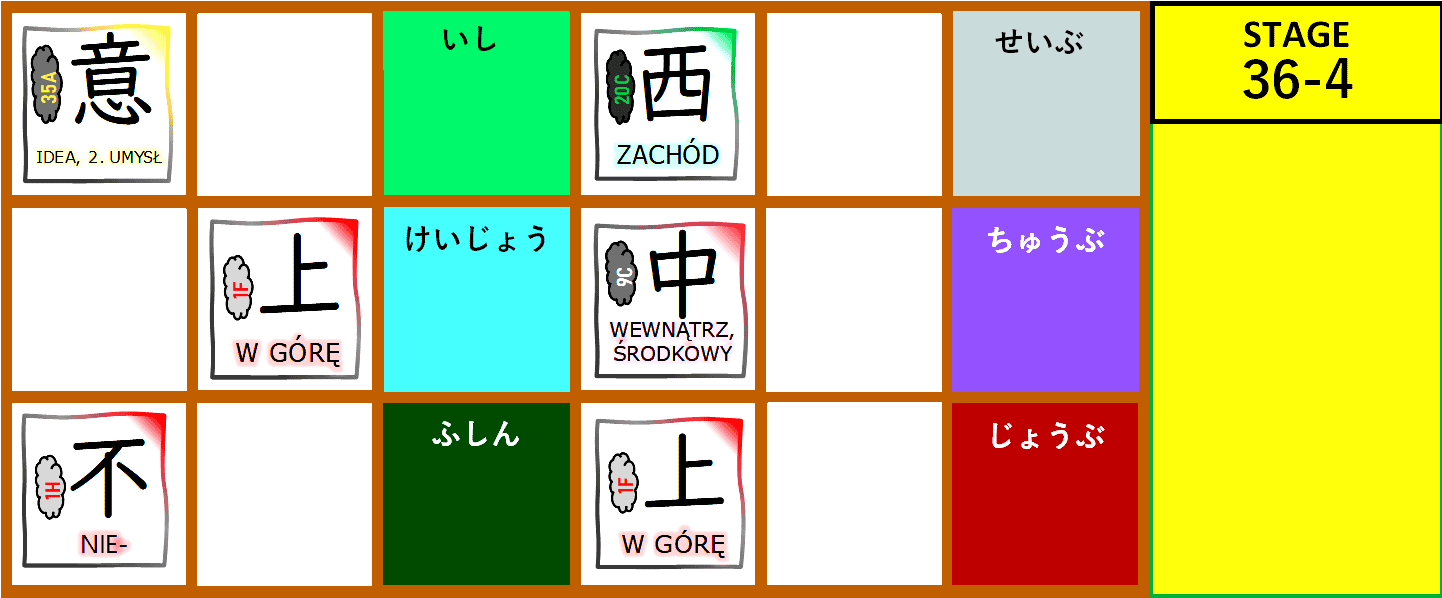 35A
意
IDEA, 2. UMYSŁ
いし
20C
西
ZACHÓD
せいぶ
STAGE
36-4
1F
上
W GÓRĘ
けいじょう
9C
中
WEWNĄTRZ,
ŚRODKOWY
ちゅうぶ
1H
不
NIE-
ふしん
1F
上
W GÓRĘ
じょうぶ